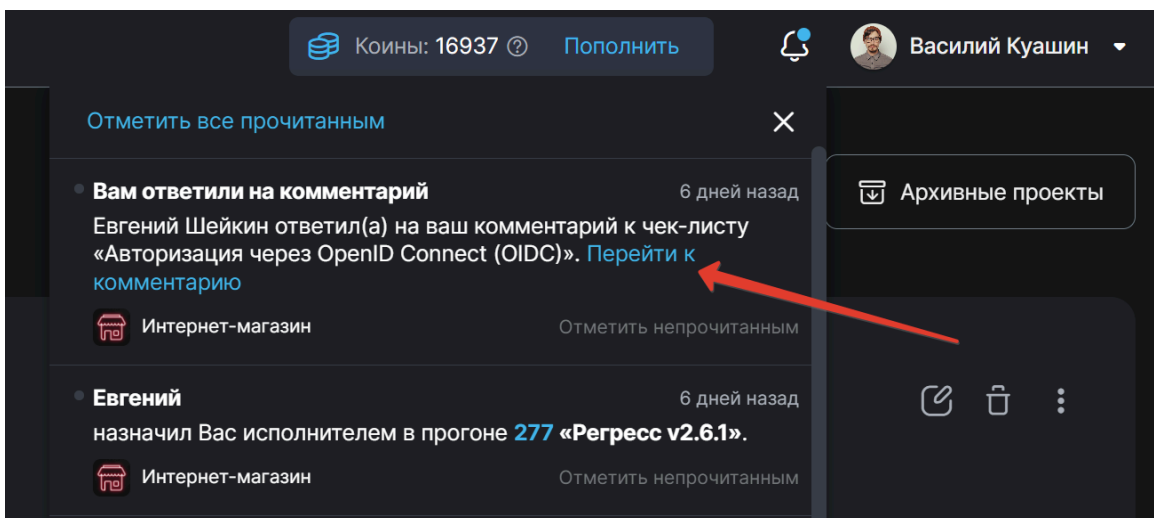 Коины: 16937 Пополнить
Василий Куашин
Отметить все прочитанным
Архивные проекты
Вам ответили на комментарий
6 дней назад
Евгений Шейкин ответил(а) на ваш комментарий к чек-листу
«Авторизация через OpenID Connect (OIDC)». Перейти к
комментарию
Интернет-магазин
Отметить непрочитанным
Евгений
6 дней назад
назначил Вас исполнителем в прогоне 277 «Регресс v2.6.1».
Интернет-магазин
Отметить непрочитанным